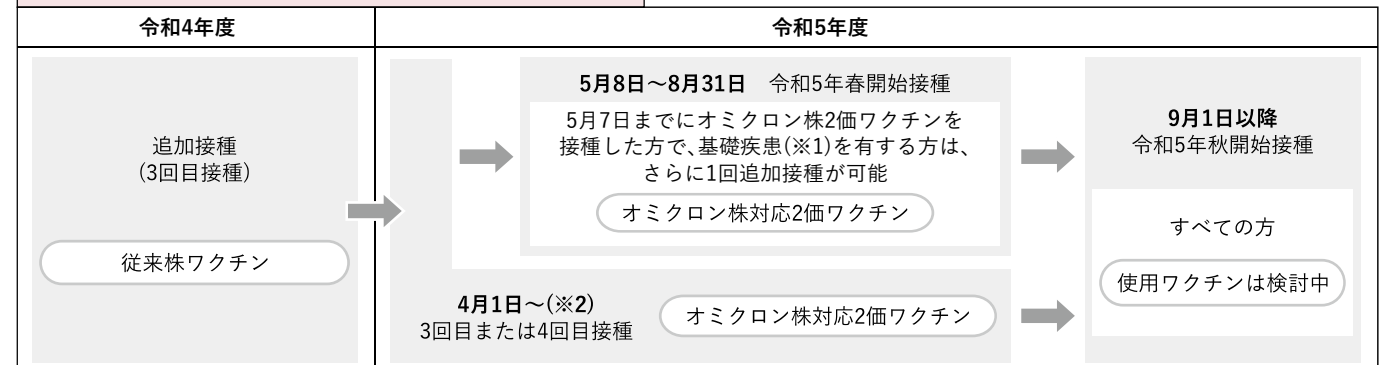 令和4年度
令和5年度
追加接種
(3回目接種)
従来株ワクチン
5月8日～8月31日　令和5年春開始接種
5月7日までにオミクロン株2価ワクチンを
接種した方で、基礎疾患(※1)を有する方は、
さらに1回追加接種が可能
オミクロン株対応2価ワクチン
4月1日～(※2)
3回目または4回目接種
オミクロン株対応2価ワクチン
9月1日以降
令和5年秋開始接種
すべての方
使用ワクチンは検討中